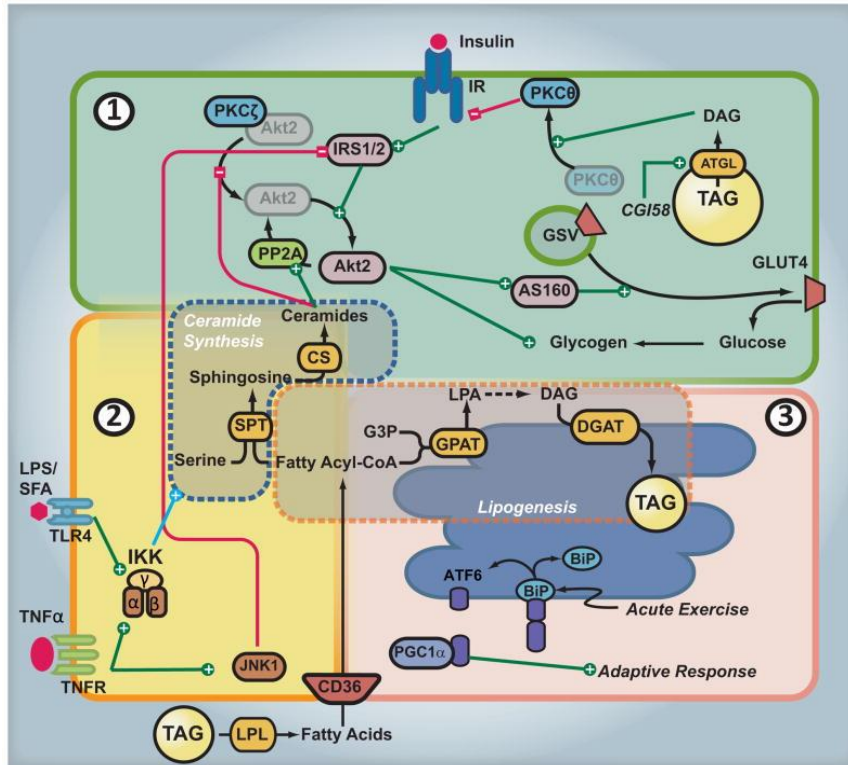 Insulin
IR
1
PKCζ
Akt2
PKCθ
DAG
IRS1/2
ATGL
TAG
PKCθ
CGI58
Akt2
GSV
PP2A
Akt2
GLUT4
AS160
Ceramides
Ceramide
Synthesis
Glycogen
Glucose
CS
Sphingosine
2
LPA
DAG
3
SPT
G3P
GPAT
DGAT
Serine
Fatty Acyl-CoA
LPS/
SFA
TLR4
Lipogenesis
TAG
IKK
γ
α
β
ATF6
BiP
BiP
Acute Exercise
TNFα
TNFR
JNK1
PGC1α
Adaptive Response
CD36
TAG
LPL
Fatty Acids